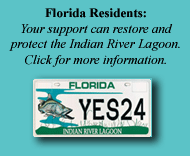 Florida Residents:
Your support can restore and
protect the Indian River Lagoon.
Click for more information.
FLORIDA
YES24
INDIAN RIVER LAGOON